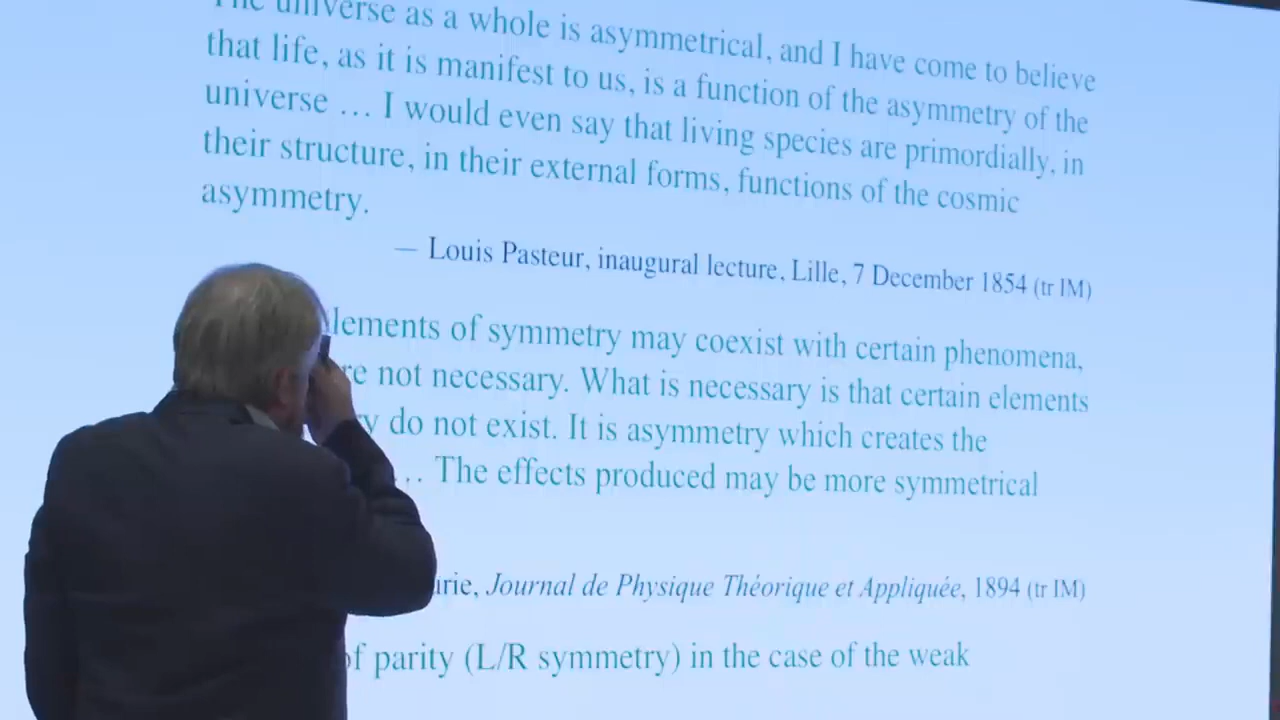 The universe as a whole is asymmetrical, and I have come to believe
that life, as it is manifest to us, is a function of the asymmetry of the
universe … I would even say that living species are primordially, in
their structure, in their external forms, functions of the cosmic
asymmetry.
— Louis Pasteur, inaugural lecture, Lille, 7 December 1854 (tr IM)
lements of symmetry may coexist with certain phenomena,
re not necessary. What is necessary is that certain elements
y do not exist. It is asymmetry which creates the
… The effects produced may be more symmetrical
urie, Journal de Physique Théorique et Appliquée, 1894 (tr IM)
of parity (L/R symmetry) in the case of the weak